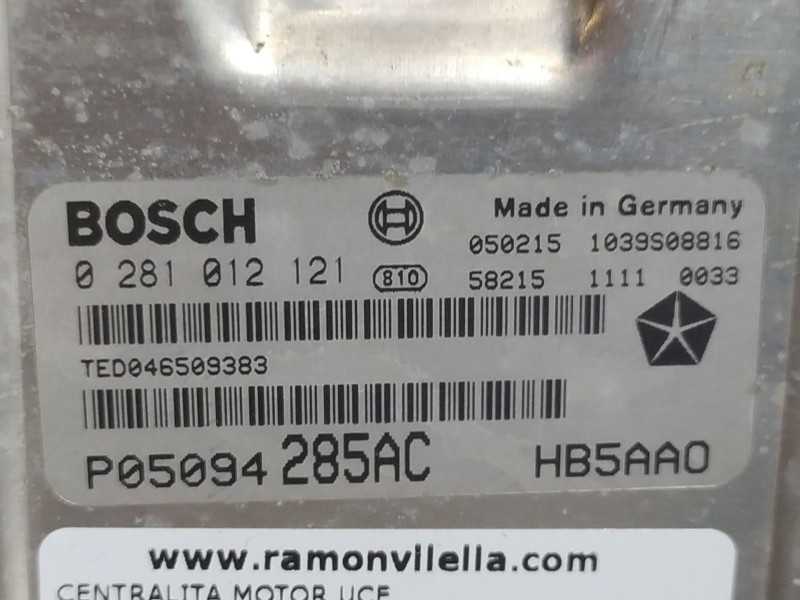 BOSCH
Made in Germany
050215 1039S08816
0 281 012 121
810
58215 1111 0033
TED046509383
P05094 285AC
HB5AA0
www.ramonvilella.com
CENTRALITA MOTOR UCE